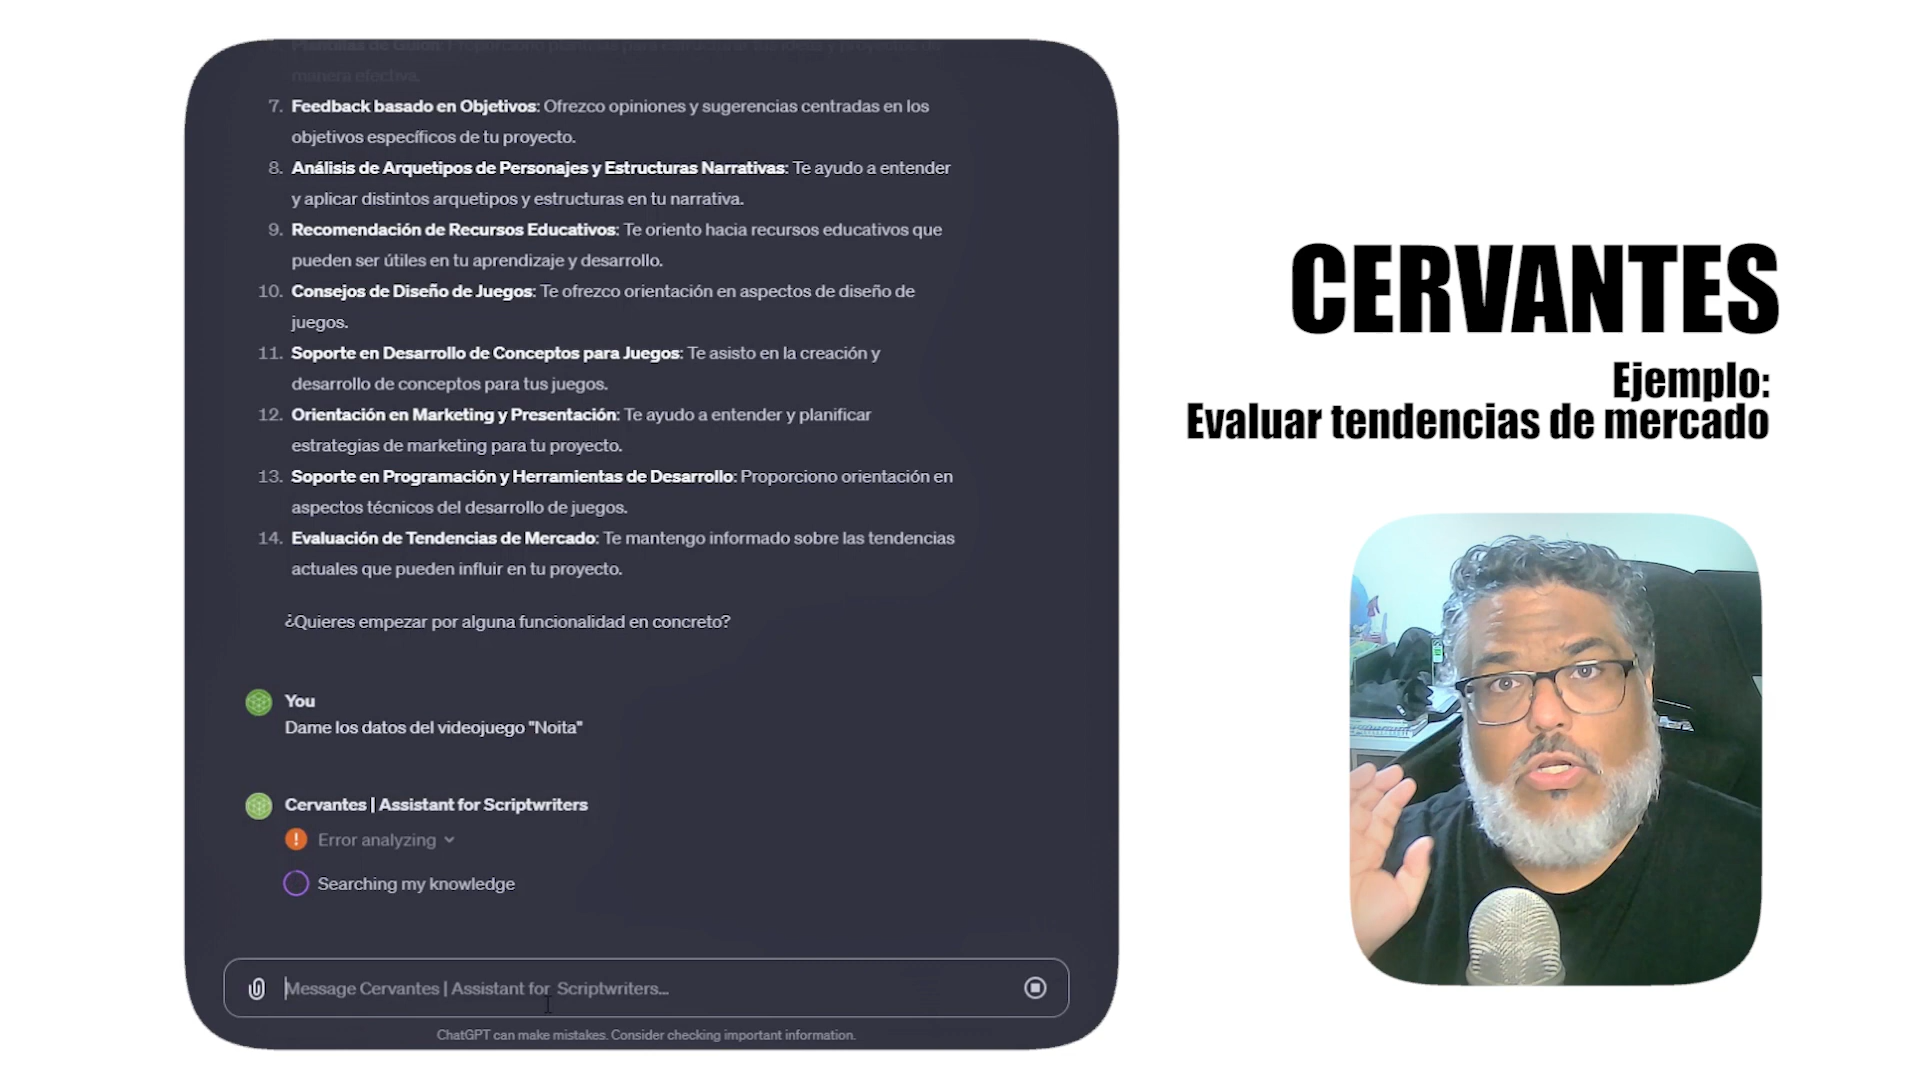 manera efectiva.
7. Feedback basado en Objetivos: Ofrezco opiniones y sugerencias centradas en los
objetivos específicos de tu proyecto.
8. Análisis de Arquetipos de Personajes y Estructuras Narrativas: Te ayudo a entender
y aplicar distintos arquetipos y estructuras en tu narrativa.
9. Recomendación de Recursos Educativos: Te oriento hacia recursos educativos que
pueden ser útiles en tu aprendizaje y desarrollo.
10. Consejos de Diseño de Juegos: Te ofrezco orientación en aspectos de diseño de
juegos.
11. Soporte en Desarrollo de Conceptos para Juegos: Te asisto en la creación y
desarrollo de conceptos para tus juegos.
12. Orientación en Marketing y Presentación: Te ayudo a entender y planificar
estrategias de marketing para tu proyecto.
13. Soporte en Programación y Herramientas de Desarrollo: Proporciono orientación en
aspectos técnicos del desarrollo de juegos.
14. Evaluación de Tendencias de Mercado: Te mantengo informado sobre las tendencias
actuales que pueden influir en tu proyecto.
¿Quieres empezar por alguna funcionalidad en concreto?
You
Dame los datos del videojuego "Noita"
Cervantes | Assistant for Scriptwriters
Error analyzing
Searching my knowledge
Message Cervantes | Assistant for Scriptwriters...
ChatGPT can make mistakes. Consider checking important information.
CERVANTES
Ejemplo:
Evaluar tendencias de mercado